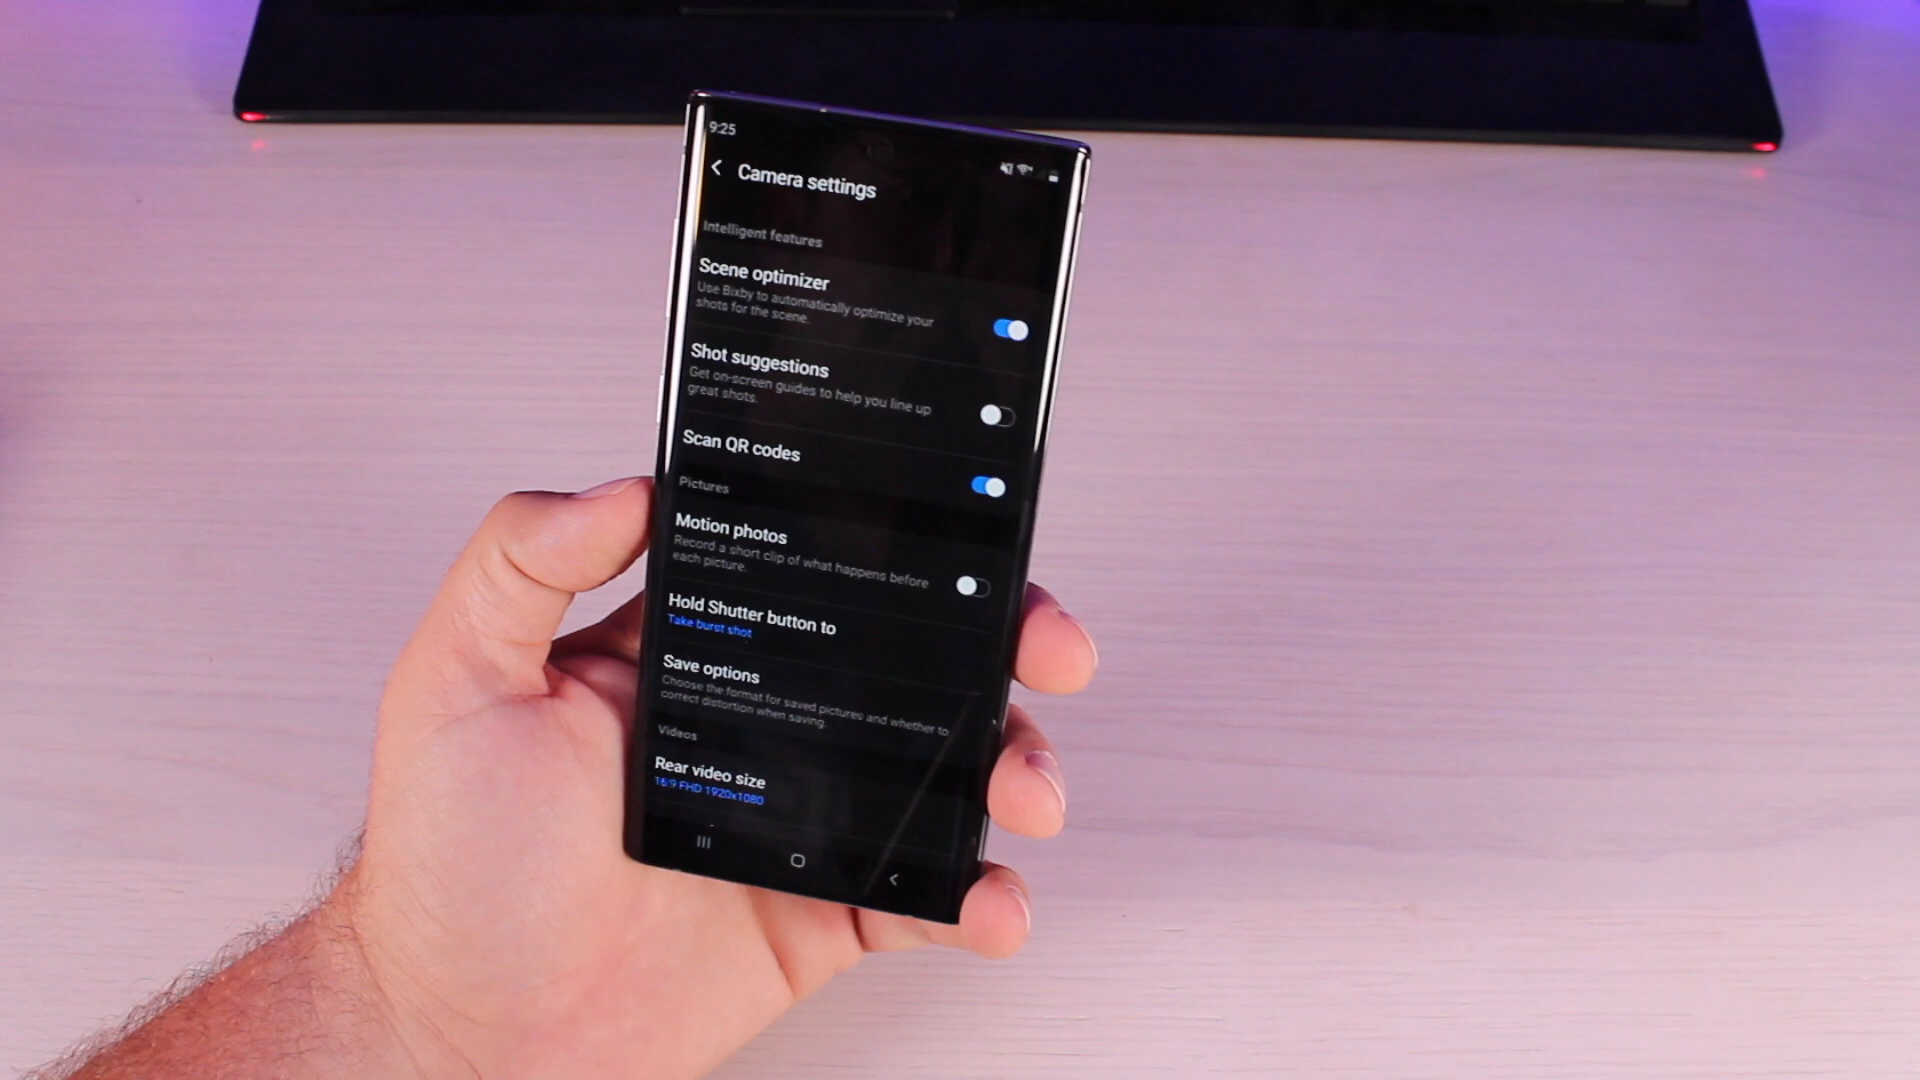 9:25
Camera settings
Intelligent features
Scene optimizer
Use Bixby to automatically optimize your
shots for the scene.
Shot suggestions
Get on-screen guides to help you line up
great shots.
Scan QR codes
Pictures
Motion photos
Record a short clip of what happens before
each picture.
Hold Shutter button to
Take burst shot
Save options
Choose the format for saved pictures and whether to
correct distortion when saving.
Videos
Rear video size
16:9 FHD 1920x1080